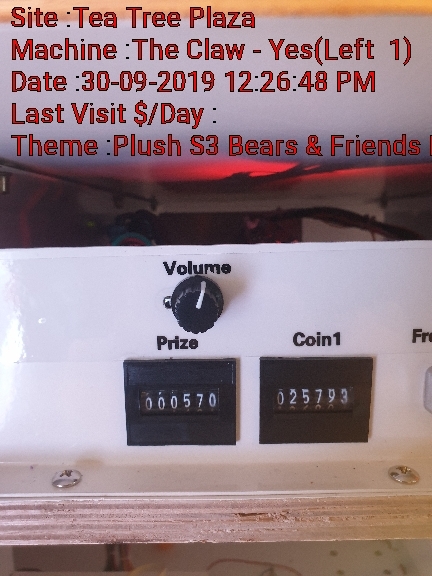 Site :Tea Tree Plaza
Machine :The Claw - Yes(Left  1)
Date :30-09-2019 12:26:48 PM
Last Visit $/Day :
Theme :Plush S3 Bears & Friends
Volume
Prize Coin1
000570 025793